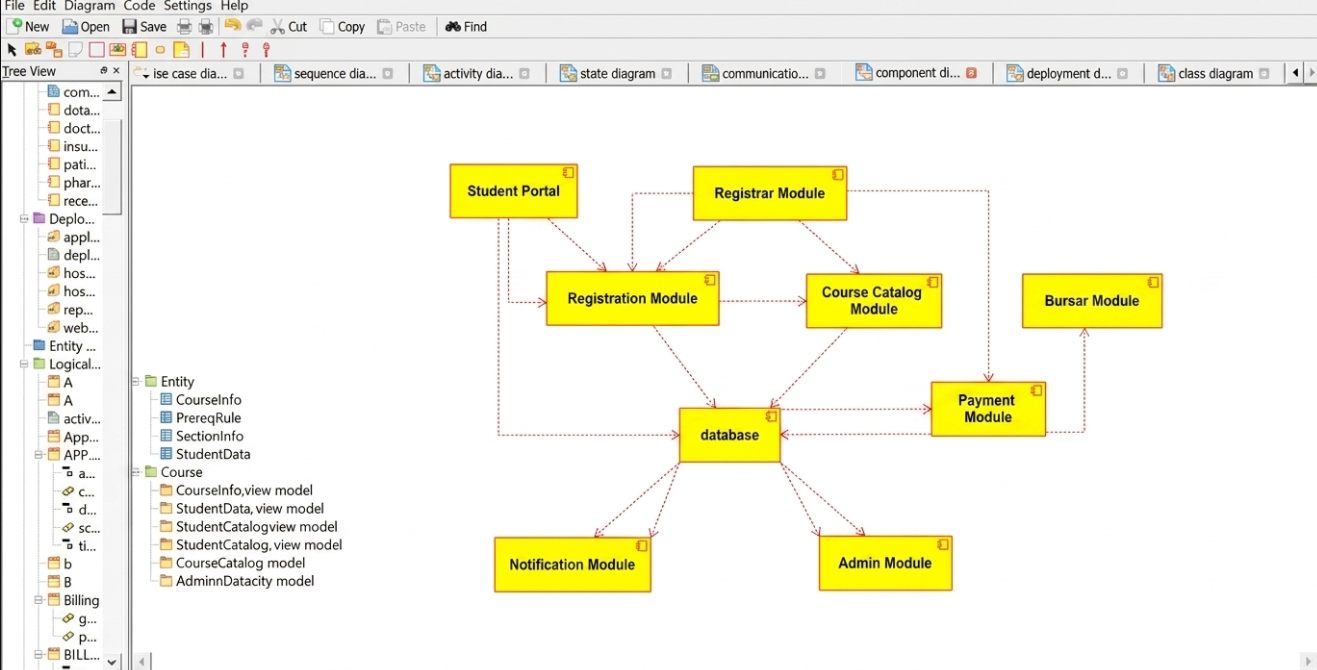 File Edit Diagram Code Settings Help
New Open Save Cut Copy Paste Find
Tree View
ise case dia... sequence dia... activity dia... state diagram communicatio... component di... deployment d... class diagram
com...
dota...
doct...
insu...
pati...
phar...
rece...
Deplo...
appl...
depl...
hos...
hos...
rep...
web...
Entity ...
Logical...
A
A
activ...
App...
APP....
a...
c...
d...
sc...
ti...
b
B
Billing
g...
p...
BILL...
Entity
CourseInfo
PrereqRule
SectionInfo
StudentData
Course
CourseInfo,view model
StudentData, view model
StudentCatalogview model
StudentCatalog, view model
CourseCatalog model
AdminnDatacity model
Student Portal
Registrar Module
Registration Module
Course Catalog
Module
Bursar Module
Payment
Module
database
Notification Module
Admin Module